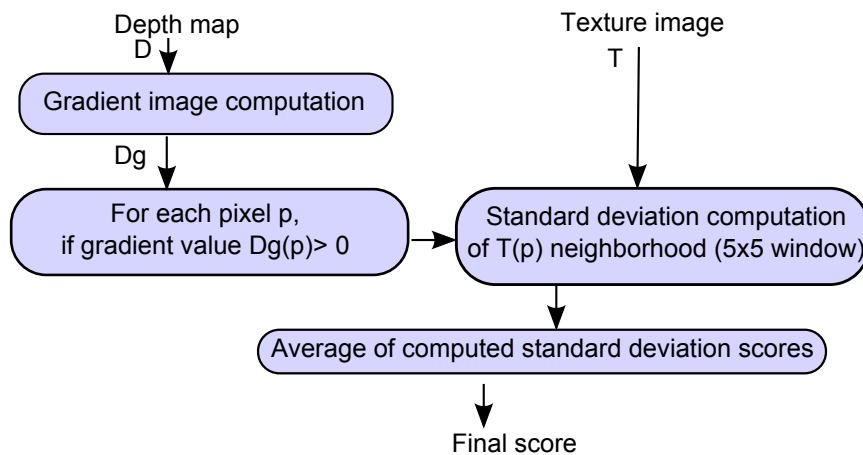 Depth map
D
Gradient image computation
Dg
For each pixel p,
if gradient value Dg(p)> 0
Texture image
T
Standard deviation computation
of T(p) neighborhood (5x5 window)
Average of computed standard deviation scores
Final score